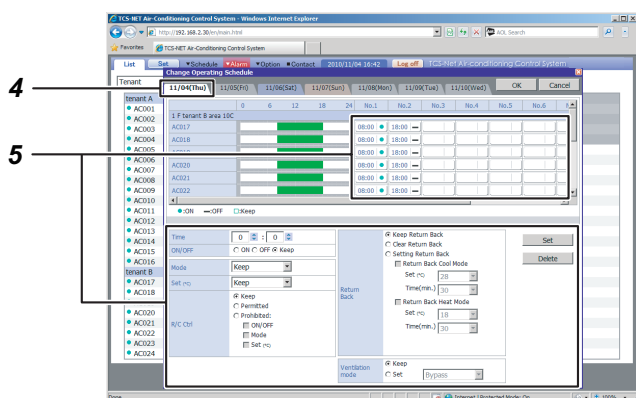 TCS-NET Air-Conditioning Control System - Windows Internet Explorer
http://192.168.2.30/en/main.html
AOL Search
Favorites TCS-NET Air-Conditioning Control System
List Set ▼Schedule ▼Alarm ▼Option ■Contact 2010/11/04 16:42 Log off TCS-Net Air-conditioning Control System
Change Operating Schedule
Tenant
4
11/04(Thu) 11/05(Fri) 11/06(Sat) 11/07(Sun) 11/08(Mon) 11/09(Tue) 11/10(Wed) OK Cancel
tenant A
AC001
AC002
AC003
AC004
AC005
AC006
AC007
AC008
AC009
AC010
AC011
AC012
AC013
AC014
AC015
AC016
tenant B
AC017
AC018
AC020
AC021
AC022
AC023
AC024
5
0 6 12 18 24 No.1 No.2 No.3 No.4 No.5 No.6
1 F tenant B area 10C
AC017 08:00 ● 18:00 —
AC018 08:00 ● 18:00 —
AC019 08:00 ● 18:00 —
AC020 08:00 ● 18:00 —
AC021 08:00 ● 18:00 —
AC022 08:00 ● 18:00 —
●:ON —:OFF □:Keep
Time 0 : 0
ON/OFF ON OFF Keep
Mode Keep
Set (°C) Keep
R/C Ctrl
Keep
Permitted
Prohibited:
ON/OFF
Mode
Set (°C)
Return Back
Keep Return Back
Clear Return Back
Setting Return Back
Return Back Cool Mode
Set (°C) 28
Time(min.) 30
Return Back Heat Mode
Set (°C) 18
Time(min.) 30
Ventilation mode
Keep
Set Bypass
Set
Delete
Done Internet | Protected Mode: On 100%